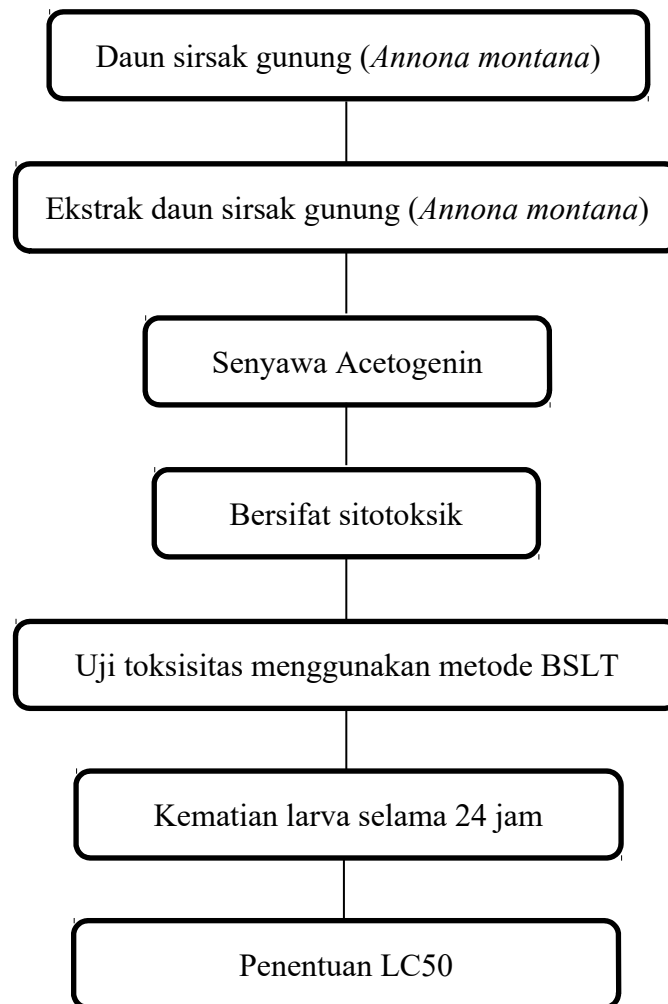 Daun sirsak gunung (Annona montana)
Ekstrak daun sirsak gunung (Annona montana)
Senyawa Acetogenin
Bersifat sitotoksik
Uji toksisitas menggunakan metode BSLT
Kematian larva selama 24 jam
Penentuan LC50